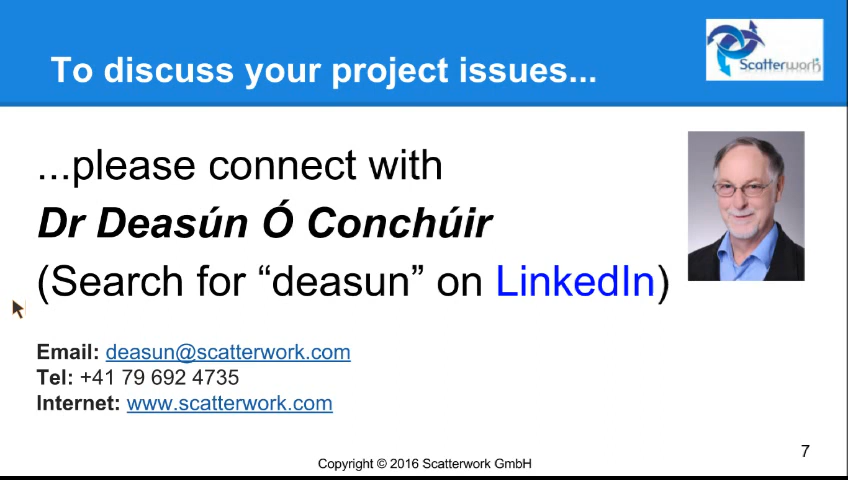 To discuss your project issues...
Scatterwork
...please connect with
Dr Deasún Ó Conchúir
(Search for “deasun” on LinkedIn)
Email: deasun@scatterwork.com
Tel: +41 79 692 4735
Internet: www.scatterwork.com
7
Copyright © 2016 Scatterwork GmbH